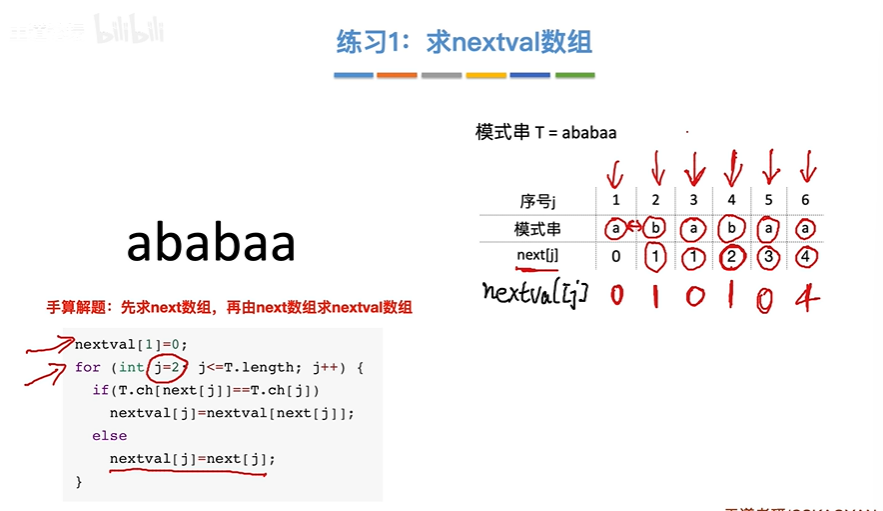 bilibili
练习1：求nextval数组
模式串 T = ababaa
序号j 1 2 3 4 5 6
模式串 a b a b a a
next[j] 0 1 1 2 3 4
nextval[j] 0 1 0 1 0 4
ababaa
手算解题：先求next数组，再由next数组求nextval数组
nextval[1]=0;
for (int j=2; j<=T.length; j++) {
if(T.ch[next[j]]==T.ch[j])
nextval[j]=nextval[next[j]];
else
nextval[j]=next[j];
}